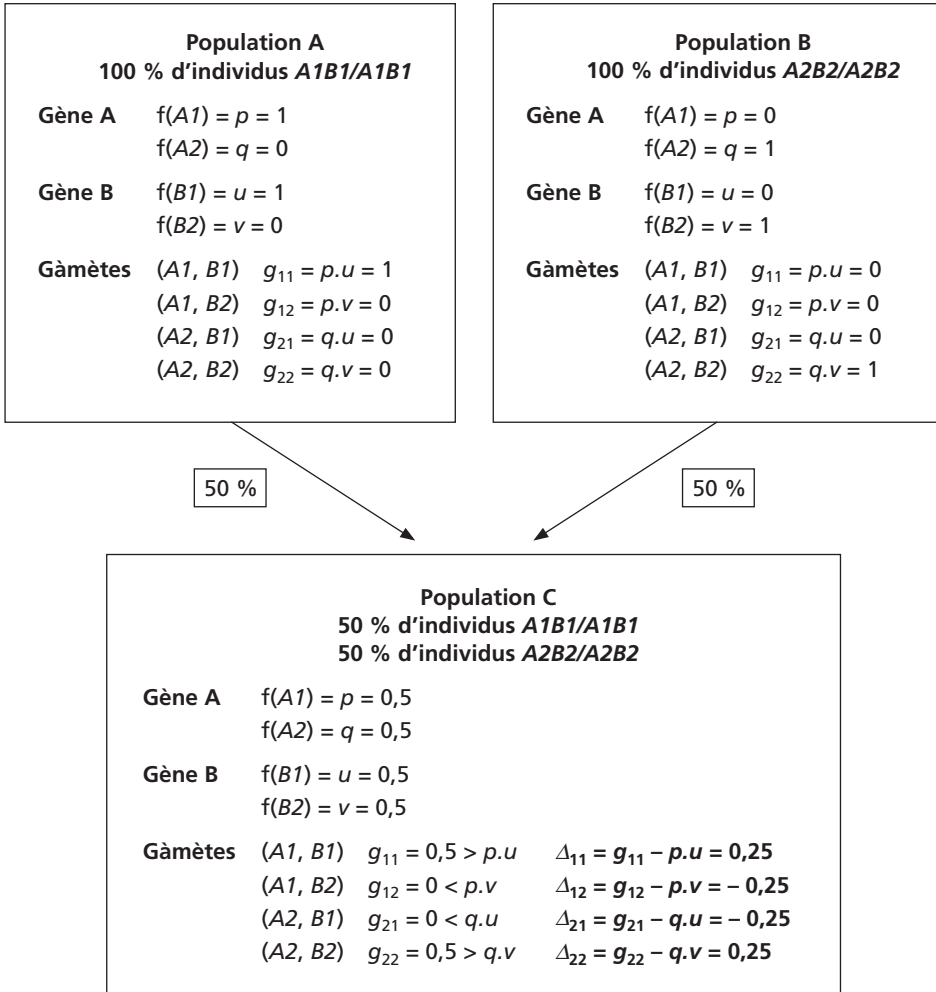 Population A
100 % d'individus A1B1/A1B1
Gène A f(A1) = p = 1
f(A2) = q = 0
Gène B f(B1) = u = 1
f(B2) = v = 0
Gàmètes (A1, B1) g11 = p.u = 1
(A1, B2) g12 = p.v = 0
(A2, B1) g21 = q.u = 0
(A2, B2) g22 = q.v = 0
Population B
100 % d'individus A2B2/A2B2
Gène A f(A1) = p = 0
f(A2) = q = 1
Gène B f(B1) = u = 0
f(B2) = v = 1
Gàmètes (A1, B1) g11 = p.u = 0
(A1, B2) g12 = p.v = 0
(A2, B1) g21 = q.u = 0
(A2, B2) g22 = q.v = 1
50 %
50 %
Population C
50 % d'individus A1B1/A1B1
50 % d'individus A2B2/A2B2
Gène A f(A1) = p = 0,5
f(A2) = q = 0,5
Gène B f(B1) = u = 0,5
f(B2) = v = 0,5
Gàmètes (A1, B1) g11 = 0,5 > p.u Δ11 = g11 – p.u = 0,25
(A1, B2) g12 = 0 < p.v Δ12 = g12 – p.v = – 0,25
(A2, B1) g21 = 0 < q.u Δ21 = g21 – q.u = – 0,25
(A2, B2) g22 = 0,5 > q.v Δ22 = g22 – q.v = 0,25